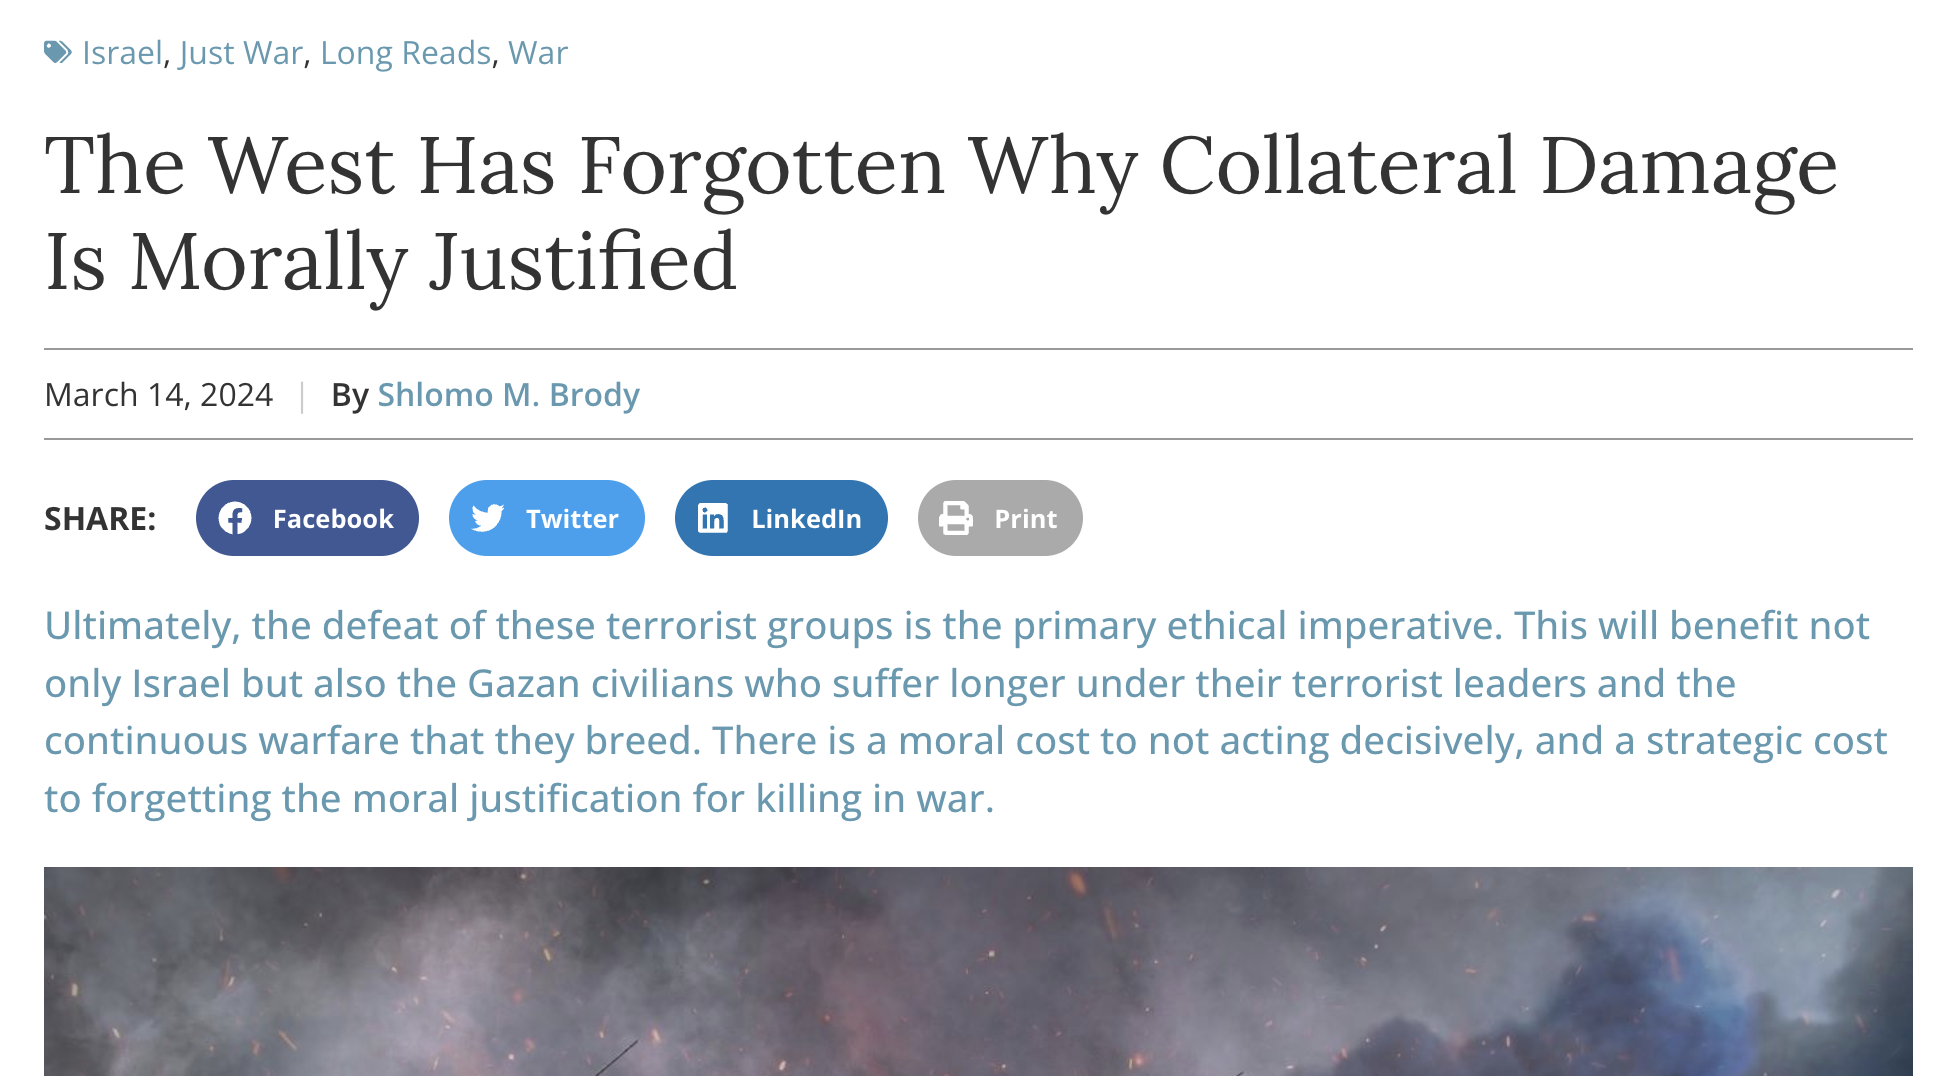 Israel, Just War, Long Reads, War
The West Has Forgotten Why Collateral Damage
Is Morally Justified
March 14, 2024 | By Shlomo M. Brody
SHARE: Facebook Twitter LinkedIn Print
Ultimately, the defeat of these terrorist groups is the primary ethical imperative. This will benefit not
only Israel but also the Gazan civilians who suffer longer under their terrorist leaders and the
continuous warfare that they breed. There is a moral cost to not acting decisively, and a strategic cost
to forgetting the moral justification for killing in war.